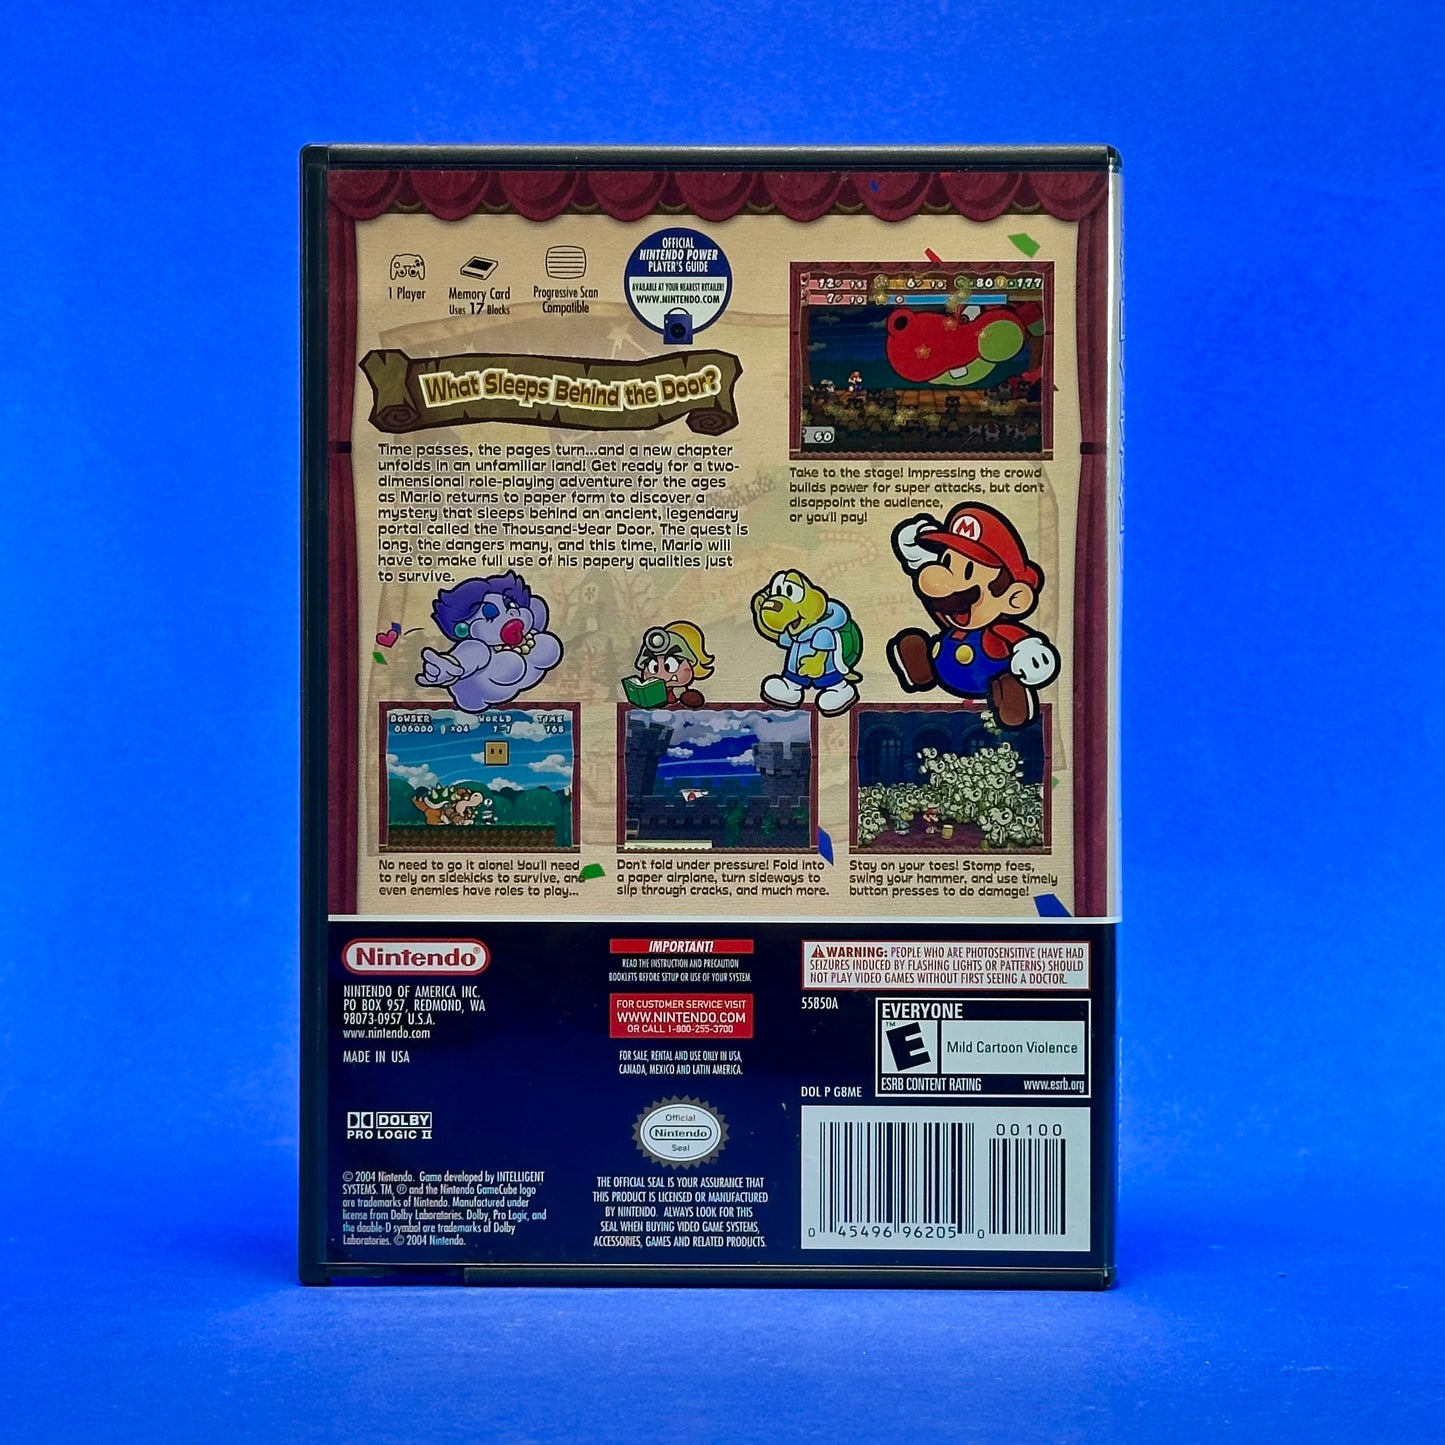 1 Player
Memory Card
Uses 17 Blocks
Progressive Scan
Compatible
OFFICIAL
NINTENDO POWER
PLAYER'S GUIDE
AVAILABLE AT YOUR NEAREST RETAILER!
WWW.NINTENDO.COM
What Sleeps Behind the Door?
Time passes, the pages turn...and a new chapter
unfolds in an unfamiliar land! Get ready for a two-
dimensional role-playing adventure for the ages
as Mario returns to paper form to discover a
mystery that sleeps behind an ancient, legendary
portal called the Thousand-Year Door. The quest is
long, the dangers many, and this time, Mario will
have to make full use of his papery qualities just
to survive.
60
Take to the stage! Impressing the crowd
builds power for super attacks, but don't
disappoint the audience,
or you'll pay!
M
BOWSER WORLD TIME
006000 x04 1-1 168
No need to go it alone! You'll need
to rely on sidekicks to survive, and
even enemies have roles to play...
Don't fold under pressure! Fold into
a paper airplane, turn sideways to
slip through cracks, and much more.
Stay on your toes! Stomp foes,
swing your hammer, and use timely
button presses to do damage!
Nintendo®
NINTENDO OF AMERICA INC.
PO BOX 957, REDMOND, WA
98073-0957 U.S.A.
www.nintendo.com
MADE IN USA
DOLBY
PRO LOGIC II
© 2004 Nintendo. Game developed by INTELLIGENT
SYSTEMS. TM, ® and the Nintendo GameCube logo
are trademarks of Nintendo. Manufactured under
license from Dolby Laboratories. Dolby, Pro Logic, and
the double-D symbol are trademarks of Dolby
Laboratories. © 2004 Nintendo.
IMPORTANT!
READ THE INSTRUCTION AND PRECAUTION
BOOKLETS BEFORE SETUP OR USE OF YOUR SYSTEM.
FOR CUSTOMER SERVICE VISIT
WWW.NINTENDO.COM
OR CALL 1-800-255-3700
FOR SALE, RENTAL AND USE ONLY IN USA,
CANADA, MEXICO AND LATIN AMERICA.
Official
Nintendo
Seal
THE OFFICIAL SEAL IS YOUR ASSURANCE THAT
THIS PRODUCT IS LICENSED OR MANUFACTURED
BY NINTENDO. ALWAYS LOOK FOR THIS
SEAL WHEN BUYING VIDEO GAME SYSTEMS,
ACCESSORIES, GAMES AND RELATED PRODUCTS.
WARNING: PEOPLE WHO ARE PHOTOSENSITIVE (HAVE HAD
SEIZURES INDUCED BY FLASHING LIGHTS OR PATTERNS) SHOULD
NOT PLAY VIDEO GAMES WITHOUT FIRST SEEING A DOCTOR.
55850A
EVERYONE
E
TM
Mild Cartoon Violence
ESRB CONTENT RATING www.esrb.org
DOL P G8ME
00100
0 45496 96205 0